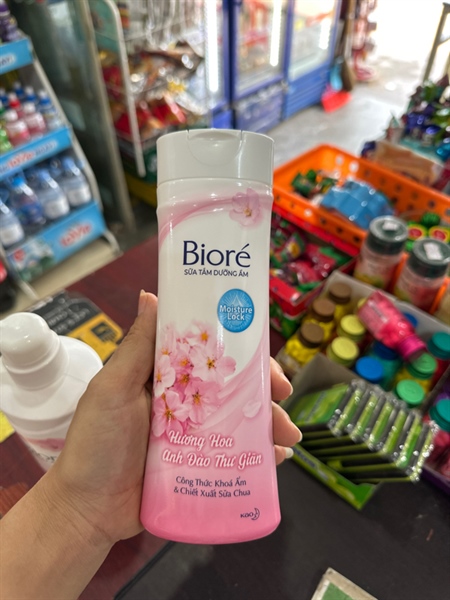 Bioré
SỮA TẮM DƯỠNG ẨM
Moisture
Lock
Hương Hoa
Anh Đào Thư Giãn
Công Thức Khoá Ẩm
& Chiết Xuất Sữa Chua
Kao